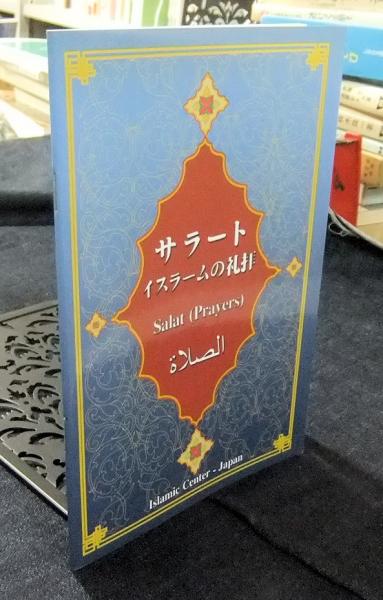 サラート
イスラームの礼拝
Salat (Prayers)
الصلاة
Islamic Center - Japan